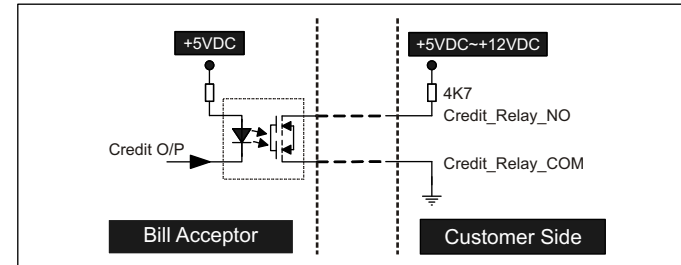 +5VDC
+5VDC~+12VDC
4K7
Credit_Relay_NO
Credit O/P
Credit_Relay_COM
Bill Acceptor
Customer Side